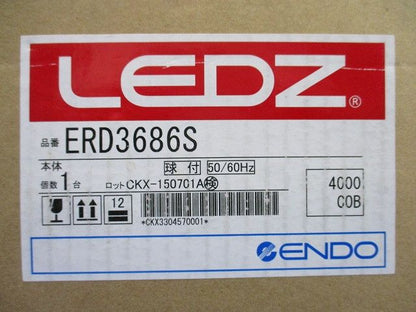 LEDZ®
品番 ERD3686S
本体 球付 50/60Hz
個数 1台 ロット CKX-150701A 検
12
*CKX3304570001*
4000
COB
ENDO